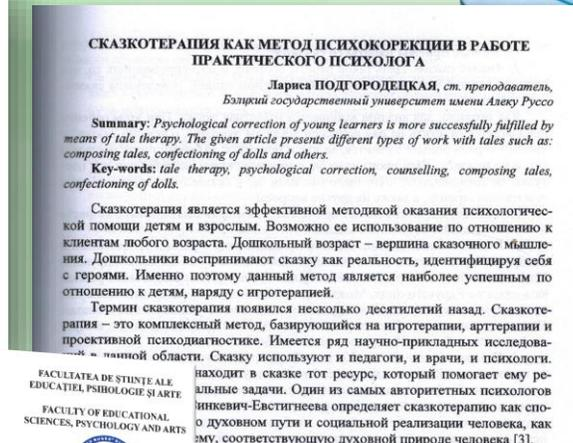 СКАЗКОТЕРАПИЯ КАК МЕТОД ПСИХОКОРЕКЦИИ В РАБОТЕ
ПРАКТИЧЕСКОГО ПСИХОЛОГА
Лариса ПОДГОРОДЕЦКАЯ, ст. преподаватель,
Бэлцкий государственный университет имени Алеку Руссо
Summary: Psychological correction of young learners is more successfully fulfilled by
means of tale therapy. The given article presents different types of work with tales such as:
composing tales, confectioning of dolls and others.
Key-words: tale therapy, psychological correction, counselling, composing tales,
confectioning of dolls.
Сказкотерапия является эффективной методикой оказания психологичес-
кой помощи детям и взрослым. Возможно ее использование по отношению к
клиентам любого возраста. Дошкольный возраст – вершина сказочного мышле-
ния. Дошкольники воспринимают сказку как реальность, идентифицируя себя
с героями. Именно поэтому данный метод является наиболее успешным по
отношению к детям, наряду с игротерапией.
Термин сказкотерапия появился несколько десятилетий назад. Сказкоте-
рапия – это комплексный метод, базирующийся на игротерапии, арттерапии и
проективной психодиагностике. Имеется ряд научно-прикладных исследова-
в данной области. Сказку используют и педагоги, и врачи, и психологи.
находит в сказке тот ресурс, который помогает ему ре-
альные задачи. Один из самых авторитетных психологов
инкевич-Евстигнеева определяет сказкотерапию как спо-
о духовном пути и социальной реализации человека, как
ему, соответствующую духовной природе человека [3].
FACULTATEA DE ȘTIINȚE ALE
EDUCAȚIEI, PSIHOLOGIE ȘI ARTE
FACULTY OF EDUCATIONAL
SCIENCES, PSYCHOLOGY AND ARTS